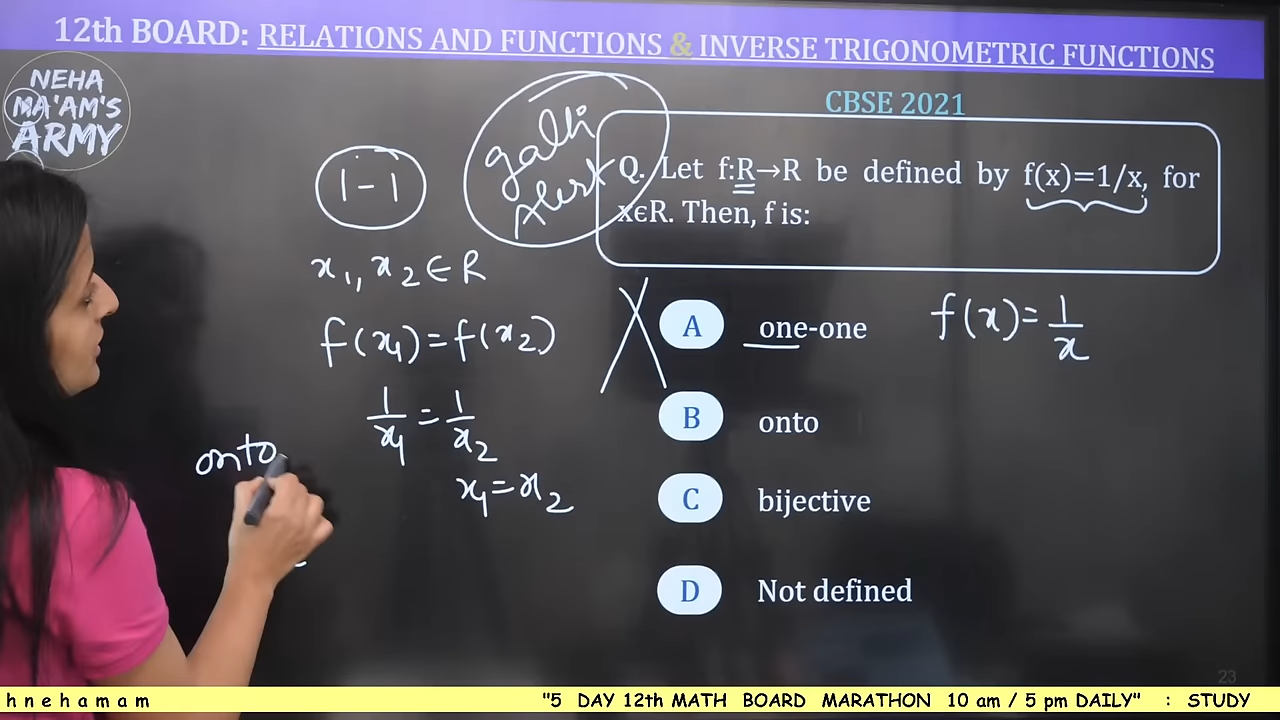 12th BOARD: RELATIONS AND FUNCTIONS & INVERSE TRIGONOMETRIC FUNCTIONS
NEHA
MA'AM'S
ARMY
CBSE 2021
galti
Alert
1-1
Q. Let f:R→R be defined by f(x)=1/x, for
xϵR. Then, f is:
x₁, x₂ ∈ R
f(x₁)=f(x₂)
1/x₁ = 1/x₂
x₁=x₂
onto
A one-one
f(x)=1/x
B onto
C bijective
D Not defined
23
hnehamam "5 DAY 12th MATH BOARD MARATHON 10 am / 5 pm DAILY" : STUDY